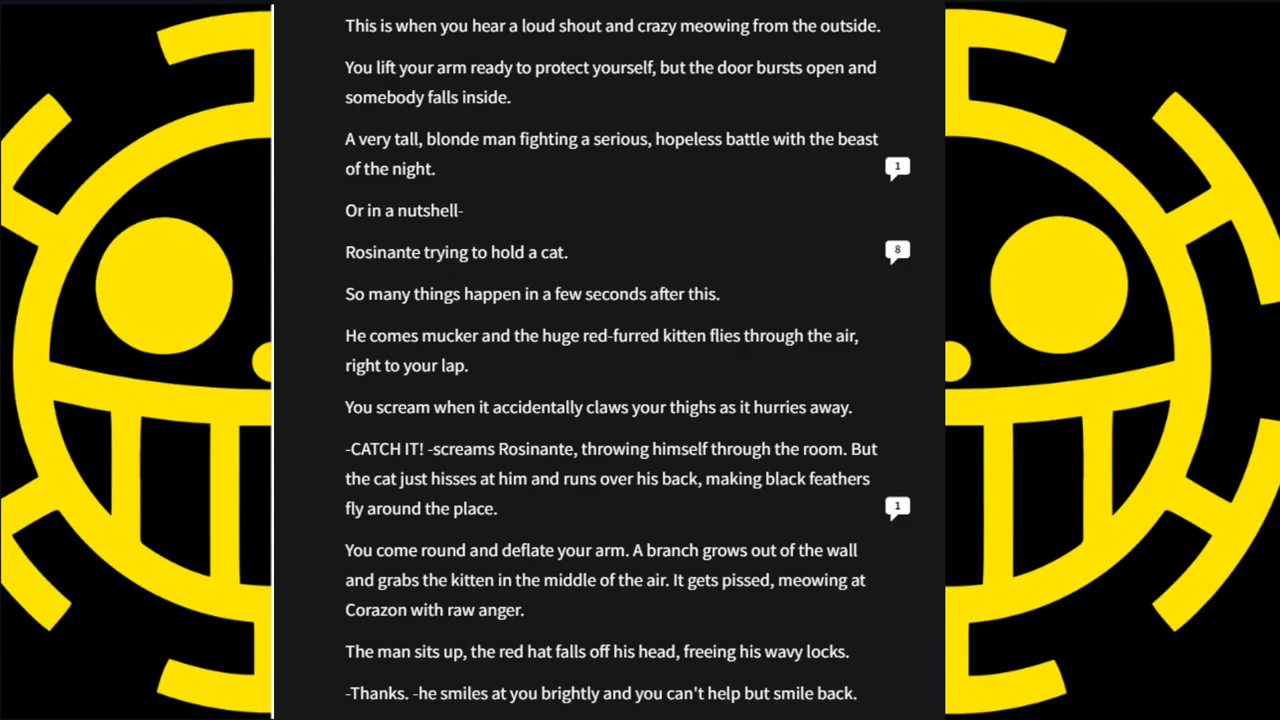 This is when you hear a loud shout and crazy meowing from the outside.
You lift your arm ready to protect yourself, but the door bursts open and
somebody falls inside.
A very tall, blonde man fighting a serious, hopeless battle with the beast
of the night.
1
Or in a nutshell-
Rosinante trying to hold a cat.
8
So many things happen in a few seconds after this.
He comes mucker and the huge red-furred kitten flies through the air,
right to your lap.
You scream when it accidentally claws your thighs as it hurries away.
-CATCH IT! -screams Rosinante, throwing himself through the room. But
the cat just hisses at him and runs over his back, making black feathers
fly around the place.
1
You come round and deflate your arm. A branch grows out of the wall
and grabs the kitten in the middle of the air. It gets pissed, meowing at
Corazon with raw anger.
The man sits up, the red hat falls off his head, freeing his wavy locks.
-Thanks. -he smiles at you brightly and you can't help but smile back.